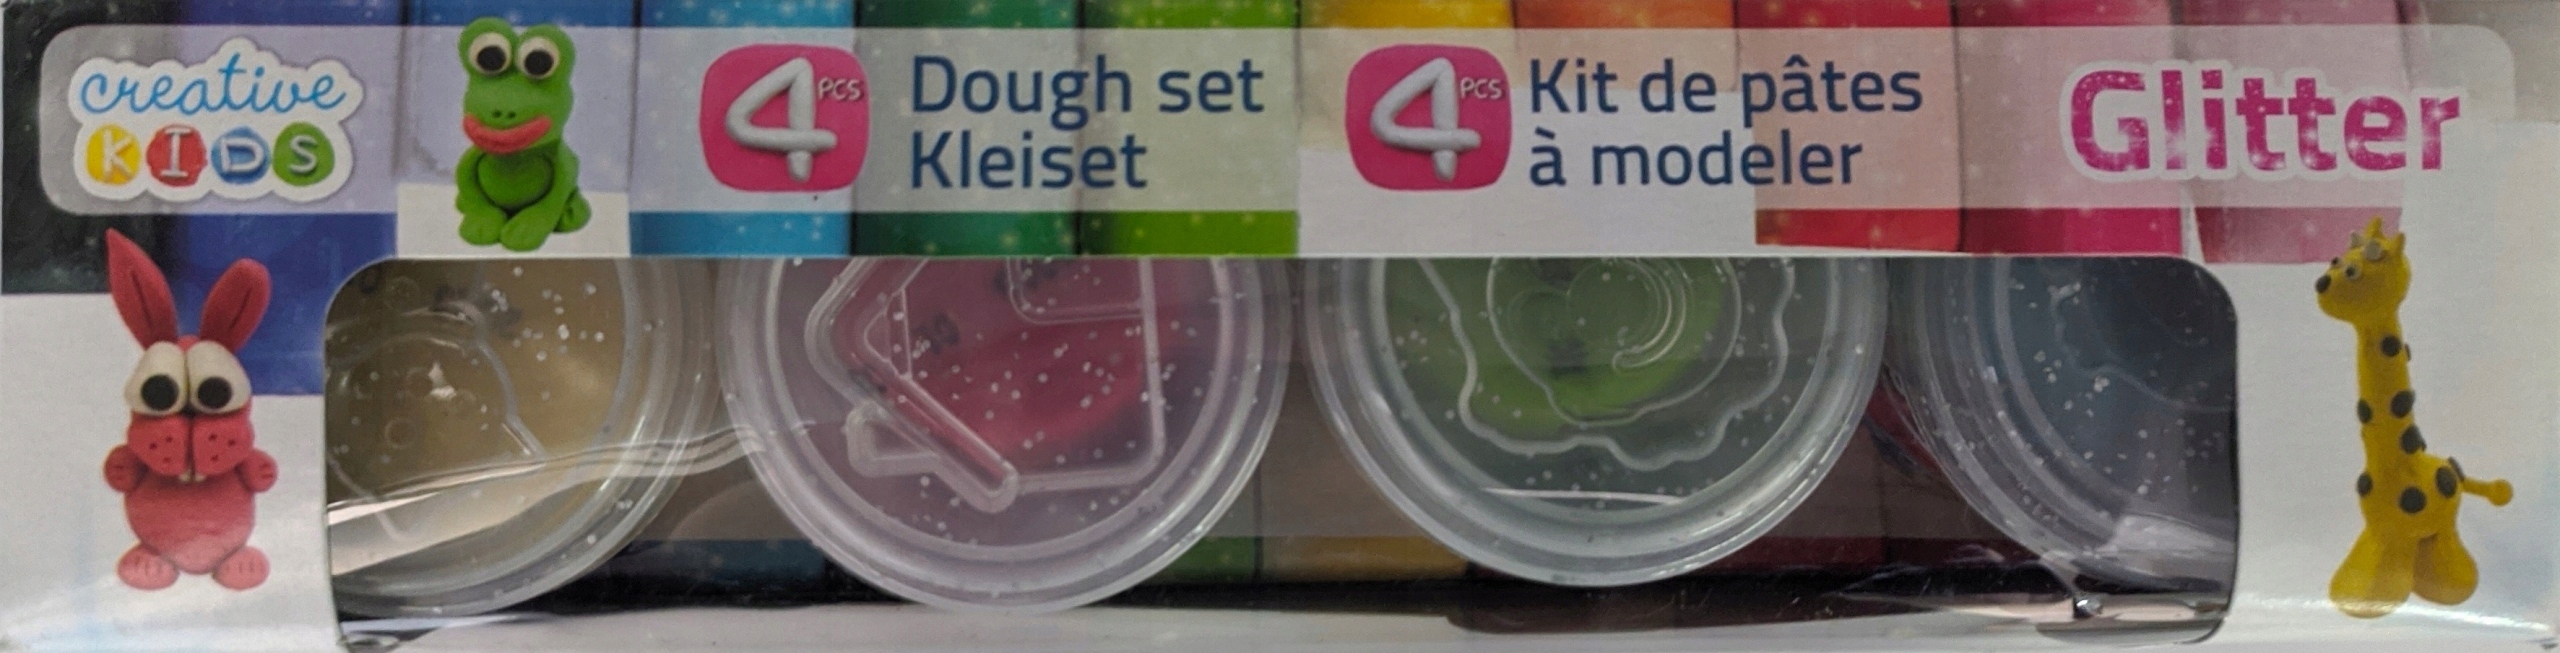 creative
KIDS
4 PCS
Dough set
Kleiset
4 PCS
Kit de pâtes
à modeler
Glitter